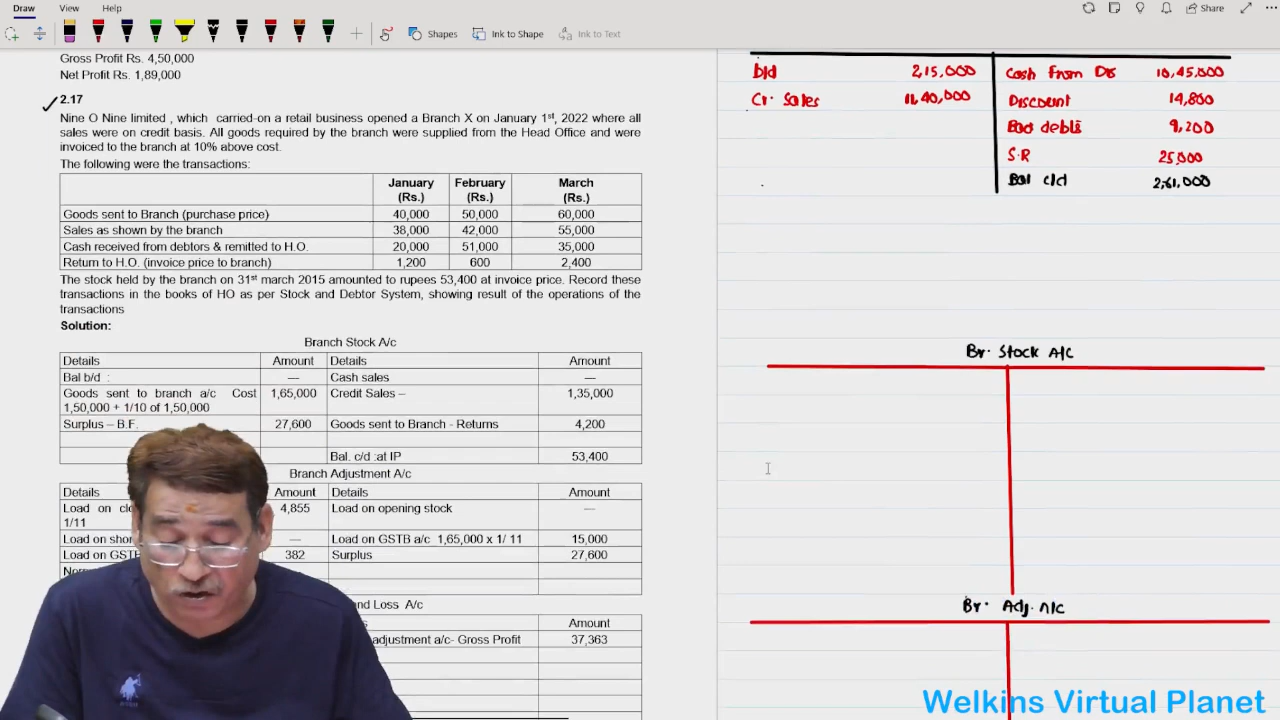 Draw View Help Share
Shapes Ink to Shape Ink to Text
Gross Profit Rs. 4,50,000
Net Profit Rs. 1,89,000
2.17
Nine O Nine limited , which carried-on a retail business opened a Branch X on January 1st, 2022 where all
sales were on credit basis. All goods required by the branch were supplied from the Head Office and were
invoiced to the branch at 10% above cost.
The following were the transactions:
January (Rs.) February (Rs.) March (Rs.)
Goods sent to Branch (purchase price) 40,000 50,000 60,000
Sales as shown by the branch 38,000 42,000 55,000
Cash received from debtors & remitted to H.O. 20,000 51,000 35,000
Return to H.O. (invoice price to branch) 1,200 600 2,400
The stock held by the branch on 31st march 2015 amounted to rupees 53,400 at invoice price. Record these
transactions in the books of HO as per Stock and Debtor System, showing result of the operations of the
transactions
Solution:
Branch Stock A/c
Details Amount Details Amount
Bal b/d : — Cash sales —
Goods sent to branch a/c Cost 1,65,000 Credit Sales – 1,35,000
1,50,000 + 1/10 of 1,50,000
Surplus – B.F. 27,600 Goods sent to Branch - Returns 4,200
Bal. c/d :at IP 53,400
Branch Adjustment A/c
Details Amount Details Amount
Load on 4,855 Load on opening stock —
1/11
Load on — Load on GSTB a/c 1,65,000 x 1/ 11 15,000
Load on 382 Surplus 27,600
Loss A/c
Amount
adjustment a/c- Gross Profit 37,363
b/d 2,15,000 Cash From Drs 10,45,000
Cr. Sales 11,40,000 Discount 14,800
Bad debts 9,200
S.R 25,000
Bal c/d 2,61,000
Br. Stock A/C
Br. Adj. A/C
Welkins Virtual Planet